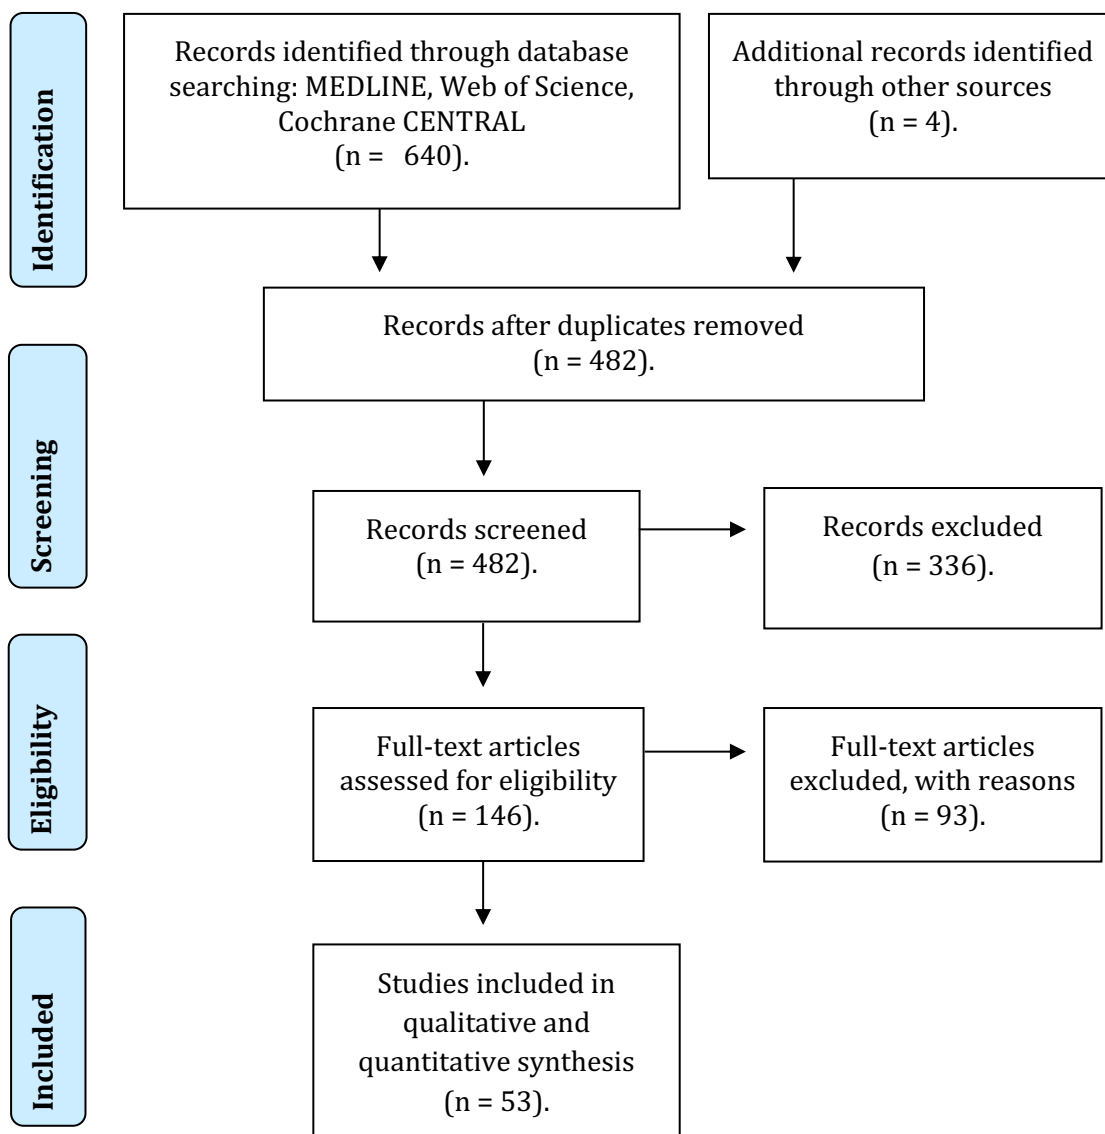 Identification
Records identified through database
searching: MEDLINE, Web of Science,
Cochrane CENTRAL
(n =   640).
Additional records identified
through other sources
(n = 4).
Records after duplicates removed
(n = 482).
Screening
Records screened
(n = 482).
Records excluded
(n = 336).
Eligibility
Full-text articles
assessed for eligibility
(n = 146).
Full-text articles
excluded, with reasons
(n = 93).
Included
Studies included in
qualitative and
quantitative synthesis
(n = 53).